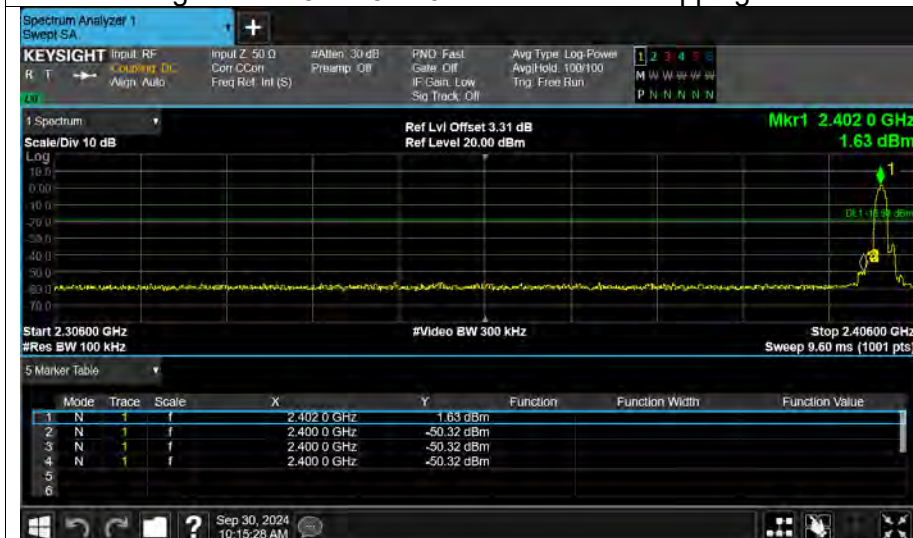 Spectrum Analyzer 1
Swept SA
+
KEYSIGHT Input: RF Input Z: 50 Ω #Atten: 30 dB PNO: Fast Avg Type: Log-Power 1 2 3 4 5 6
R T Coupling: DC Corr CCorr Preamp: Off Gate: Off Avg|Hold: 100/100 M W W W W W
Align: Auto Freq Ref: Int (S) IF Gain: Low Trig: Free Run
Sig Track: Off P N N N N N
1 Spectrum Ref Lvl Offset 3.31 dB Mkr1 2.402 0 GHz
Scale/Div 10 dB Ref Level 20.00 dBm 1.63 dBm
Log
10.0
0.00
-10.0
-20.0
-30.0
-40.0
-50.0
-60.0
-70.0
1
Start 2.30600 GHz #Video BW 300 kHz Stop 2.40600 GHz
#Res BW 100 kHz Sweep 9.60 ms (1001 pts)
5 Marker Table
Mode Trace Scale X Y Function Function Width Function Value
1 N 1 f 2.402 0 GHz 1.63 dBm
2 N 1 f 2.400 0 GHz -50.32 dBm
3 N 1 f 2.400 0 GHz -50.32 dBm
4 N 1 f 2.400 0 GHz -50.32 dBm
5
6
? Sep 30, 2024
10:15:28 AM